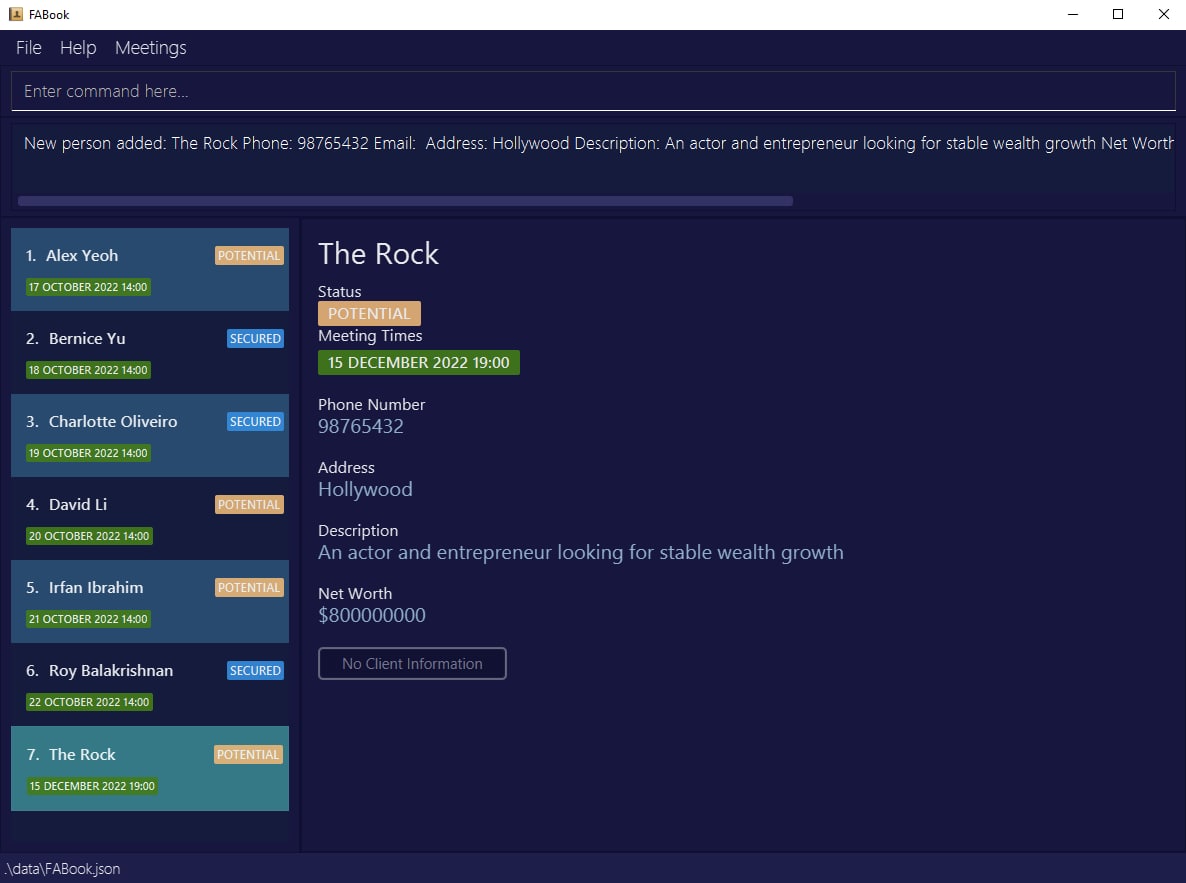 FABook
File Help Meetings
Enter command here...
New person added: The Rock Phone: 98765432 Email: Address: Hollywood Description: An actor and entrepreneur looking for stable wealth growth Net Worth
1. Alex Yeoh POTENTIAL
17 OCTOBER 2022 14:00
2. Bernice Yu SECURED
18 OCTOBER 2022 14:00
3. Charlotte Oliveiro SECURED
19 OCTOBER 2022 14:00
4. David Li POTENTIAL
20 OCTOBER 2022 14:00
5. Irfan Ibrahim POTENTIAL
21 OCTOBER 2022 14:00
6. Roy Balakrishnan SECURED
22 OCTOBER 2022 14:00
7. The Rock POTENTIAL
15 DECEMBER 2022 19:00
The Rock
Status
POTENTIAL
Meeting Times
15 DECEMBER 2022 19:00
Phone Number
98765432
Address
Hollywood
Description
An actor and entrepreneur looking for stable wealth growth
Net Worth
$800000000
No Client Information
.\data\FABook.json